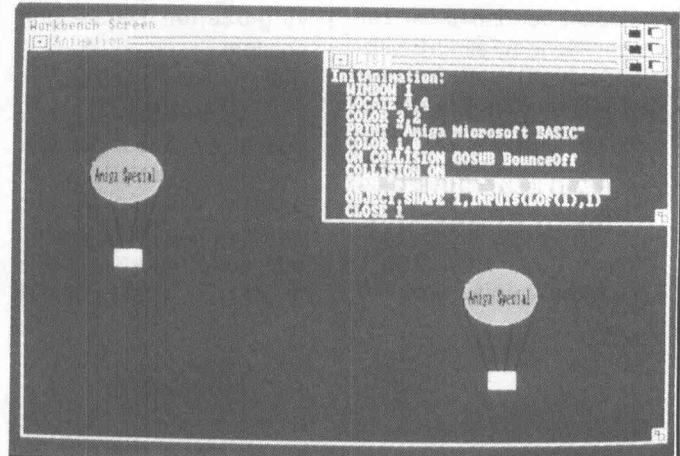 Workbench Screen
Animation
LIST
InitAnimation:
WINDOW 1
LOCATE 4,4
COLOR 3,2
PRINT "Amiga Microsoft BASIC"
COLOR 1,0
ON COLLISION GOSUB BounceOff
COLLISION ON
OBJECT.SHAPE 1,INPUT$(LOF(1),1)
CLOSE 1
Amiga Special
Amiga Special